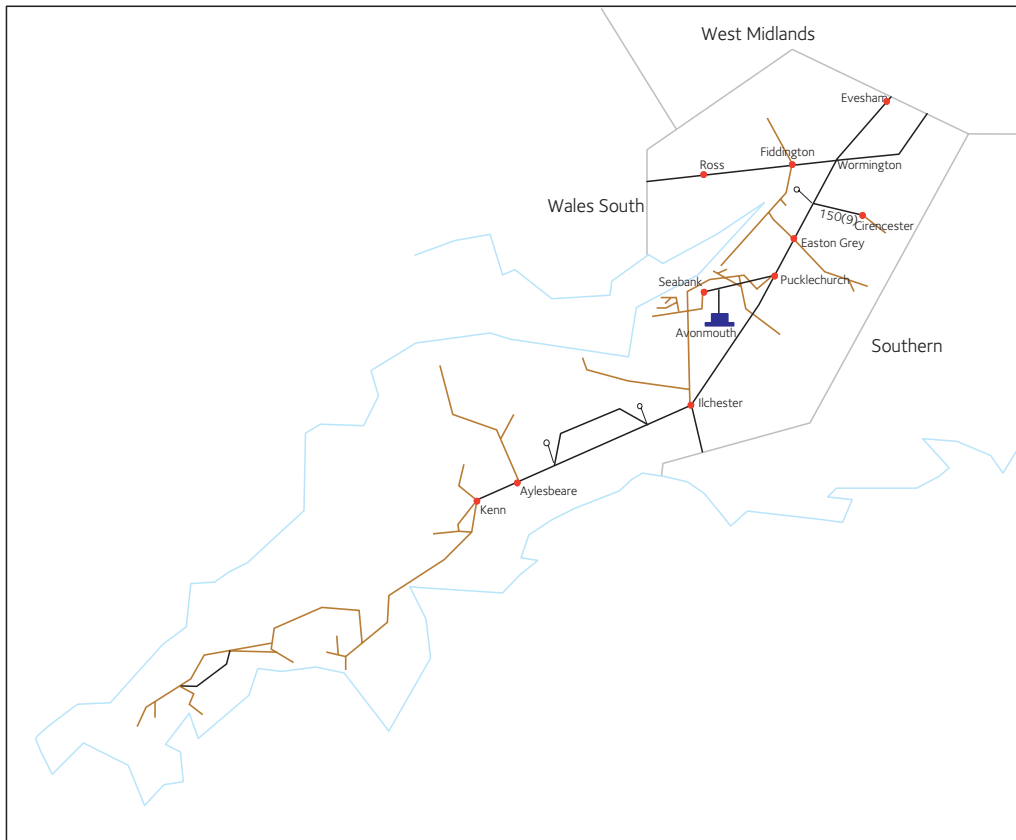 West Midlands
Evesham
Fiddington
Ross
Wormington
Wales South
150(9)
Cirencester
Easton Grey
Seabank
Pucklechurch
Avonmouth
Southern
Ilchester
Aylesbeare
Kenn